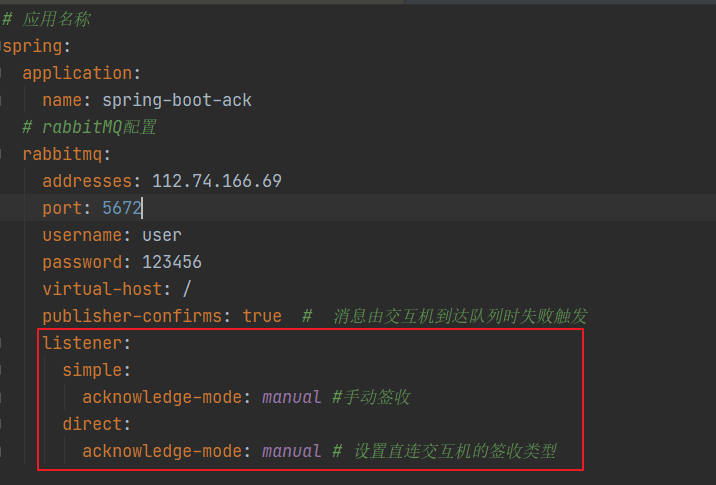 # 应用名称
spring:
application:
name: spring-boot-ack
# rabbitMQ配置
rabbitmq:
addresses: 112.74.166.69
port: 5672
username: user
password: 123456
virtual-host: /
publisher-confirms: true # 消息由交互机到达队列时失败触发
listener:
simple:
acknowledge-mode: manual #手动签收
direct:
acknowledge-mode: manual # 设置直连交互机的签收类型